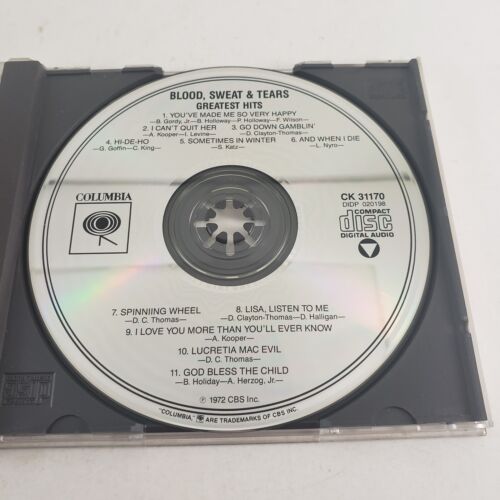 BLOOD, SWEAT & TEARS
GREATEST HITS
1. YOU'VE MADE ME SO VERY HAPPY
—B. Gordy, Jr.—B. Holloway—P. Holloway—F. Wilson—
2. I CAN'T QUIT HER 3. GO DOWN GAMBLIN'
—A. Kooper—I. Levine— —D. Clayton-Thomas—
4. HI-DE-HO 5. SOMETIMES IN WINTER 6. AND WHEN I DIE
—G. Goffin—C. King— —S. Katz— —L. Nyro—
COLUMBIA
CK 31170
DIDP 020198
COMPACT
disc
DIGITAL AUDIO
7. SPINNIING WHEEL 8. LISA, LISTEN TO ME
—D. C. Thomas— —D. Clayton-Thomas—D. Halligan—
9. I LOVE YOU MORE THAN YOU'LL EVER KNOW
—A. Kooper—
10. LUCRETIA MAC EVIL
—D. C. Thomas—
11. GOD BLESS THE CHILD
—B. Holiday—A. Herzog, Jr.—
℗ 1972 CBS Inc.
"COLUMBIA," ARE TRADEMARKS OF CBS INC.